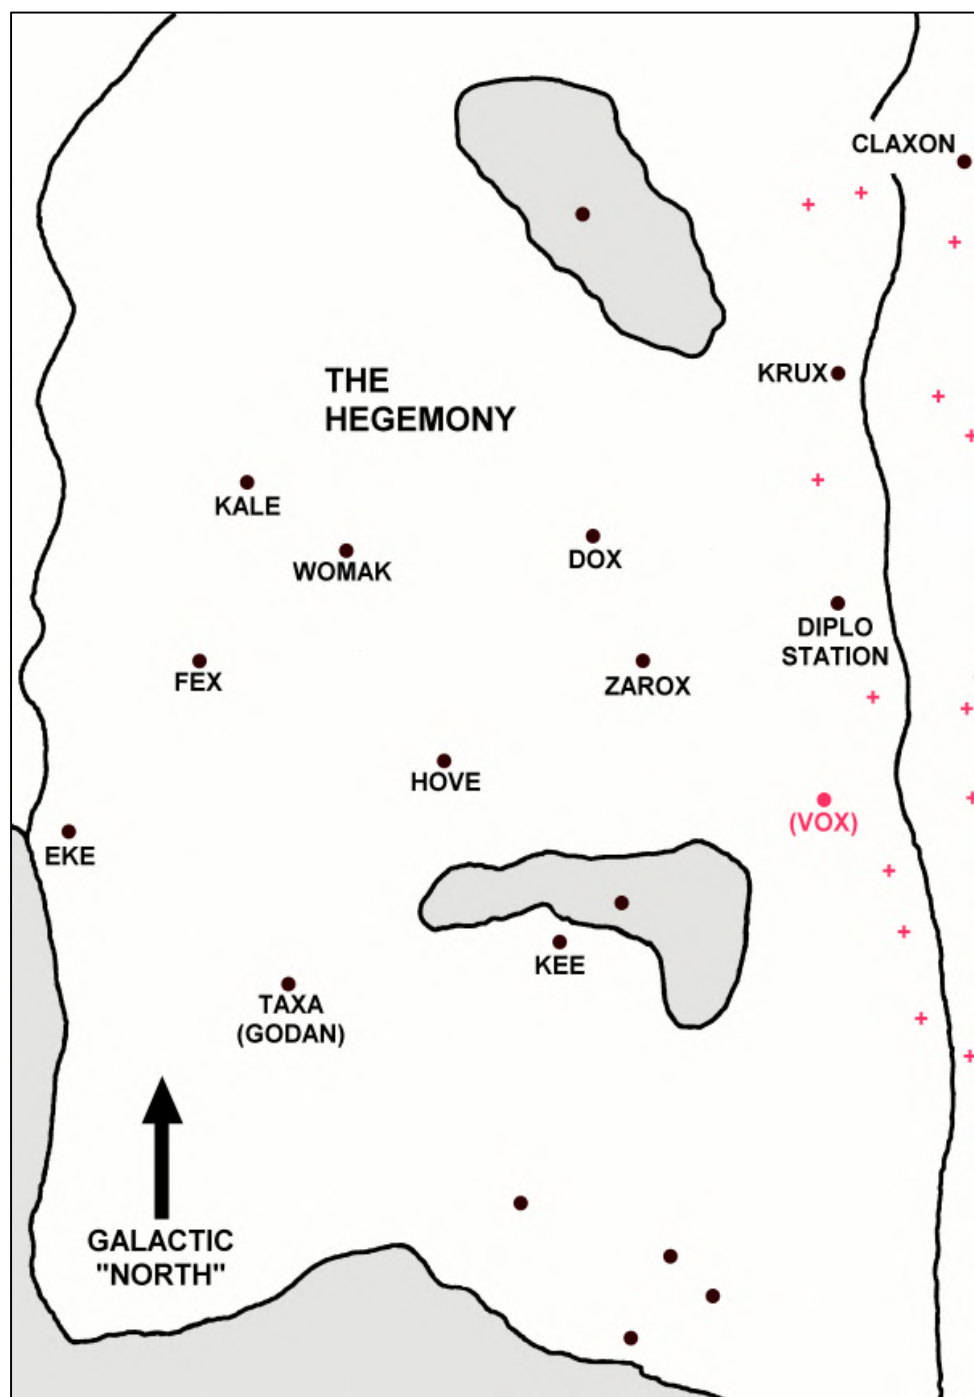 CLAXON
KRUX
THE
HEGEMONY
KALE
WOMAK
DOX
DIPLO
STATION
FEX
ZAROX
HOVE
(VOX)
EKE
KEE
TAXA
(GODAN)
GALACTIC
"NORTH"